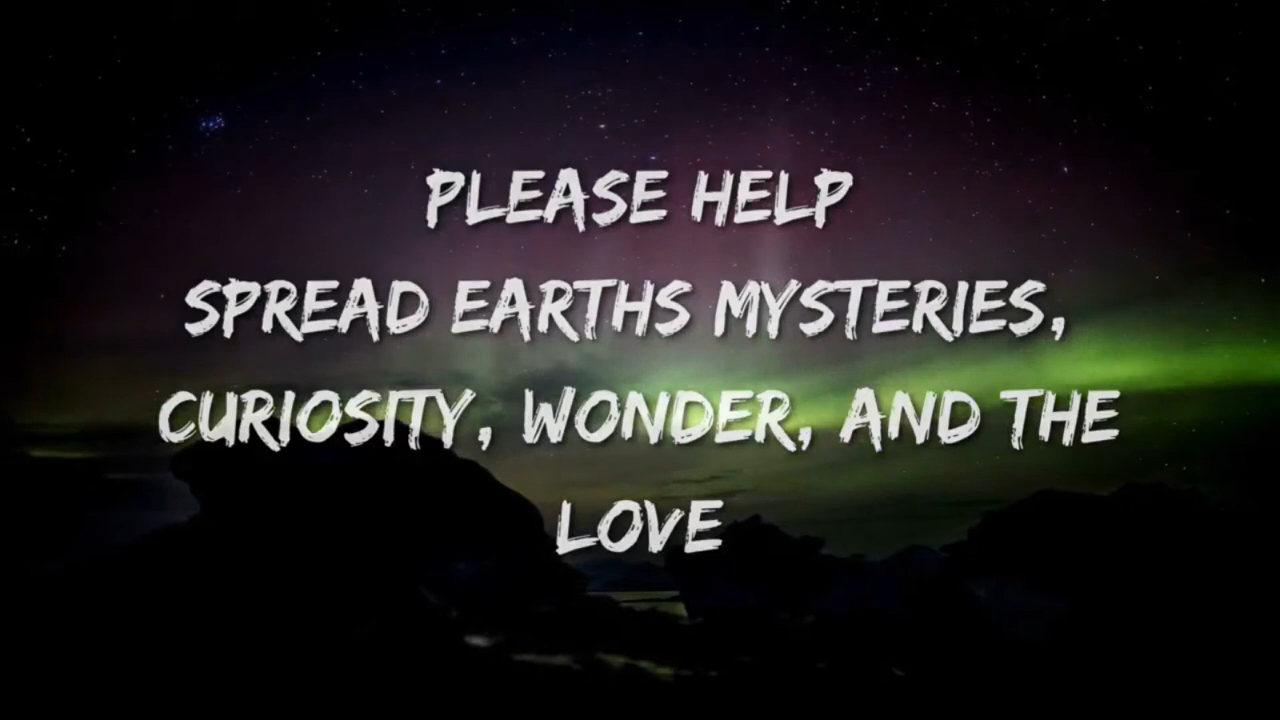 PLEASE HELP
SPREAD EARTHS MYSTERIES,
CURIOSITY, WONDER, AND THE
LOVE